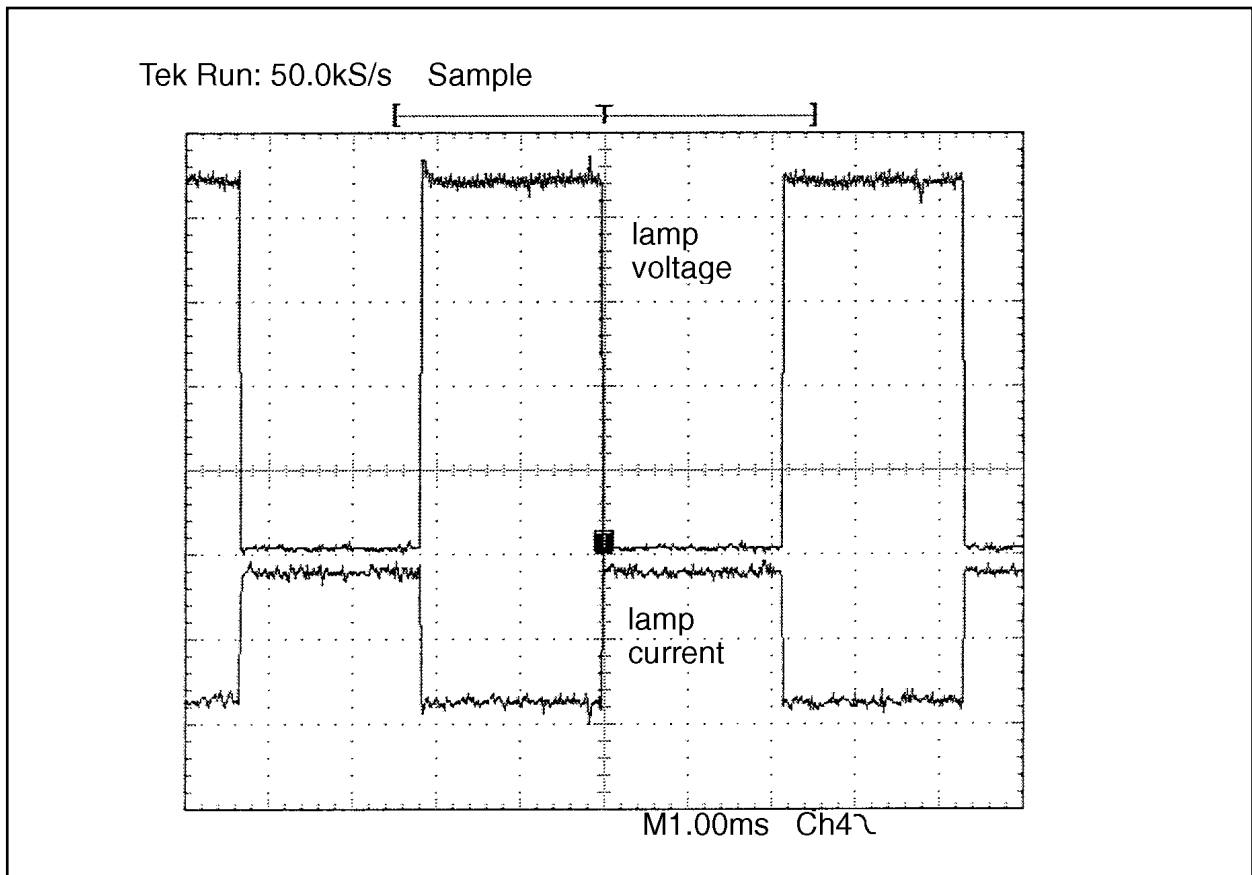 Tek Run: 50.0kS/s Sample
T
lamp
voltage
lamp
current
M1.00ms Ch4